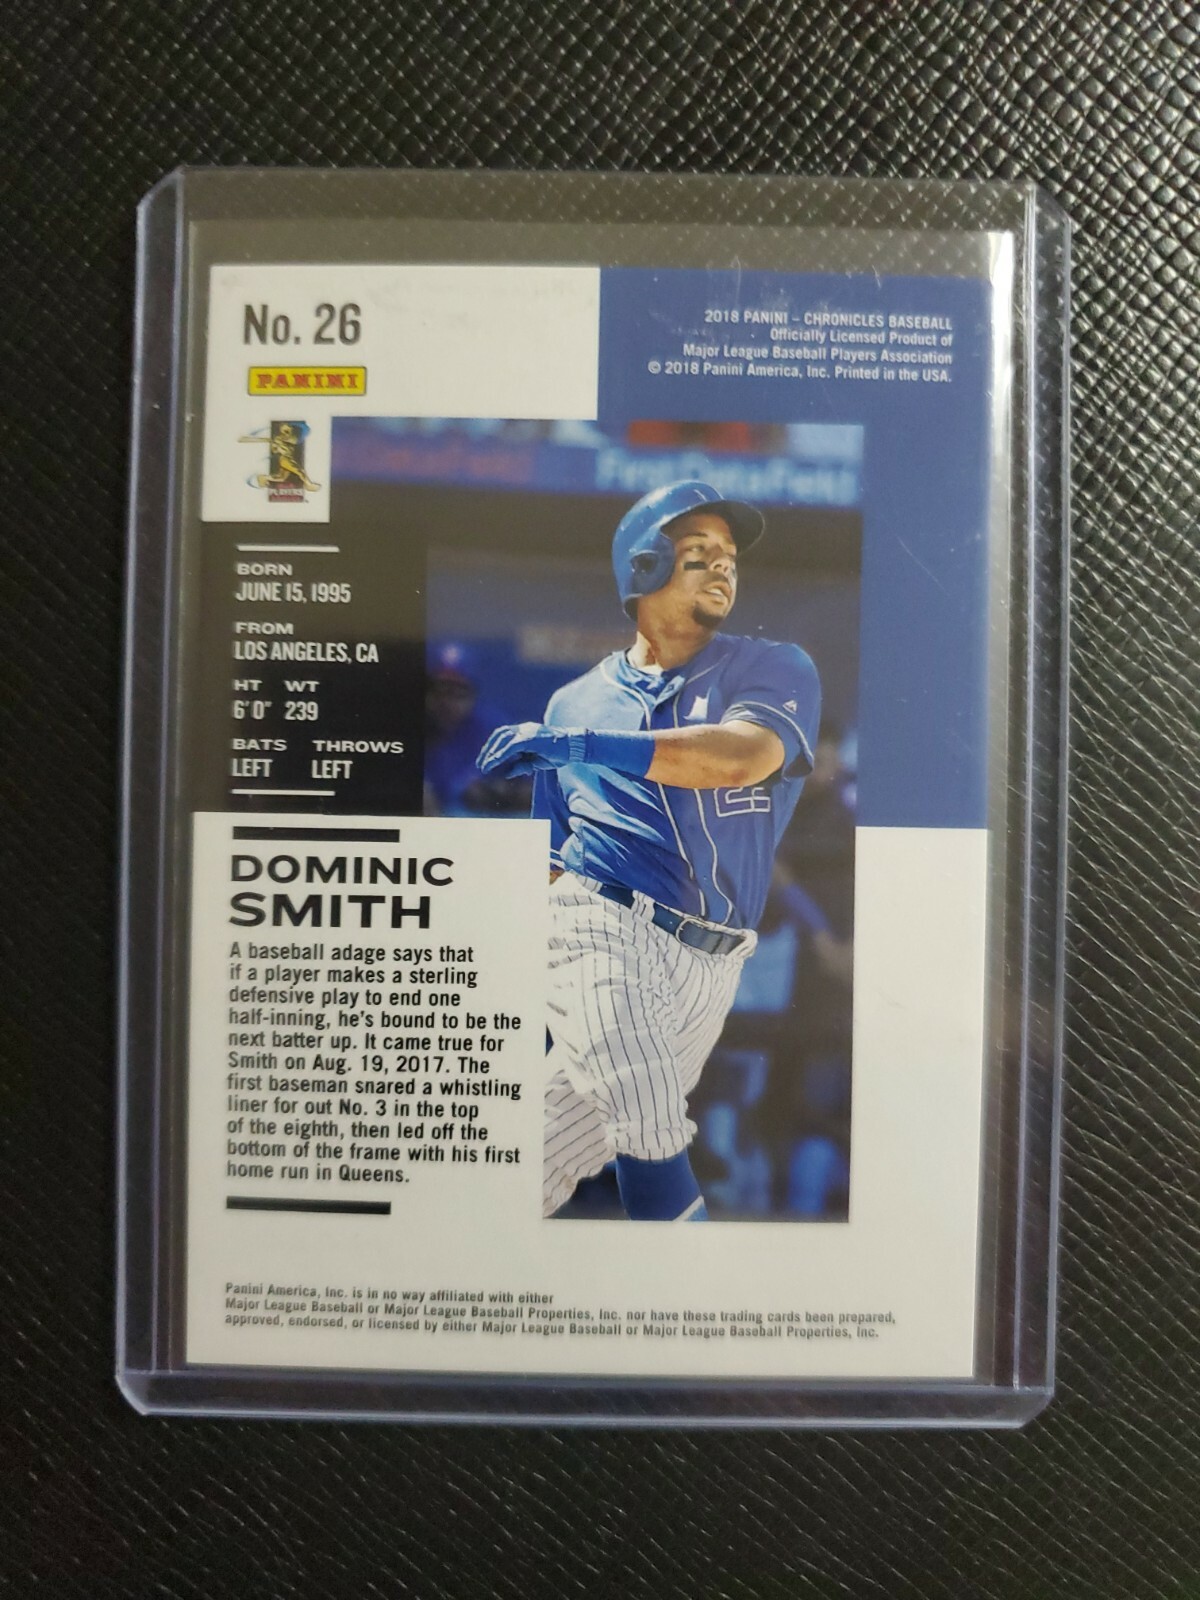 No. 26
PANINI
2018 PANINI – CHRONICLES BASEBALL
Officially Licensed Product of
Major League Baseball Players Association
© 2018 Panini America, Inc. Printed in the USA.
First Data Field
PLAYERS
BORN
JUNE 15, 1995
FROM
LOS ANGELES, CA
HT WT
6'0" 239
BATS THROWS
LEFT LEFT
DOMINIC
SMITH
A baseball adage says that
if a player makes a sterling
defensive play to end one
half-inning, he's bound to be the
next batter up. It came true for
Smith on Aug. 19, 2017. The
first baseman snared a whistling
liner for out No. 3 in the top
of the eighth, then led off the
bottom of the frame with his first
home run in Queens.
Panini America, Inc. is in no way affiliated with either
Major League Baseball or Major League Baseball Properties, Inc. nor have these trading cards been prepared,
approved, endorsed, or licensed by either Major League Baseball or Major League Baseball Properties, Inc.